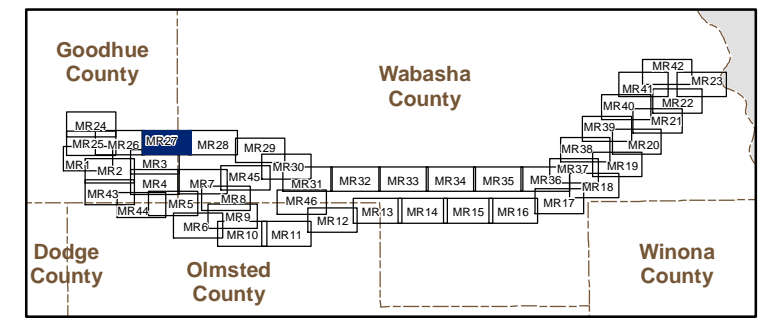 Goodhue
County
Wabasha
County
MR42
MR41
MR23
MR22
MR40
MR21
MR24
MR39
MR27
MR20
MR25
MR26
MR28
MR29
MR38
MR1
MR3
MR30
MR37
MR19
MR2
MR45
MR31
MR32
MR33
MR34
MR35
MR36
MR18
MR4
MR7
MR43
MR8
MR46
MR17
MR44
MR5
MR9
MR12
MR13
MR14
MR15
MR16
MR6
MR10
MR11
Dodge
County
Olmsted
County
Winona
County